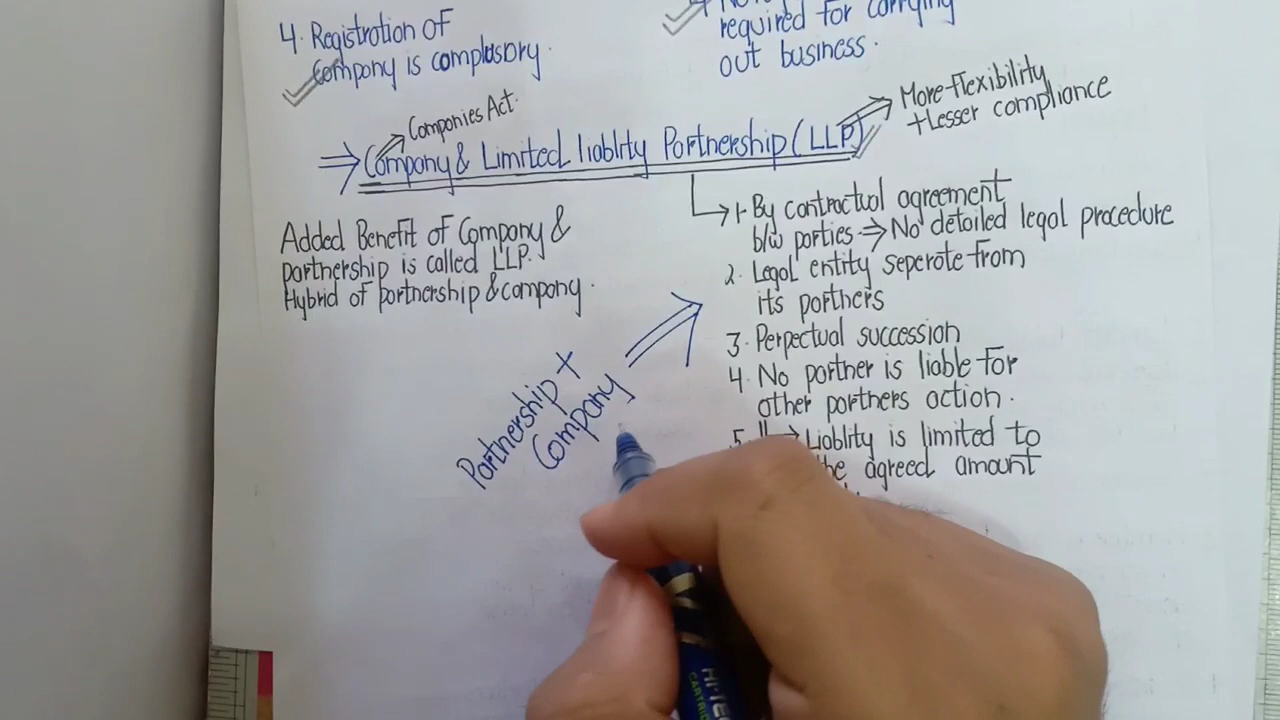 4. Registration of
Company is complusory.
required for carrying
out business.
Companies Act.
More flexibility
+Lesser compliance
⇒ Company & Limited liablity Partnership (LLP)
Added Benefit of Company &
partnership is called LLP.
Hybrid of partnership & company.
1. By contractual agreement
b/w parties ⇒ No detailed legal procedure
2. Legal entity seperate from
its partners
3. Perpetual succession
4. No partner is liable for
other partners action.
5. Liablity is limited to
agreed amount
Partnership +
Company
HI-TEC